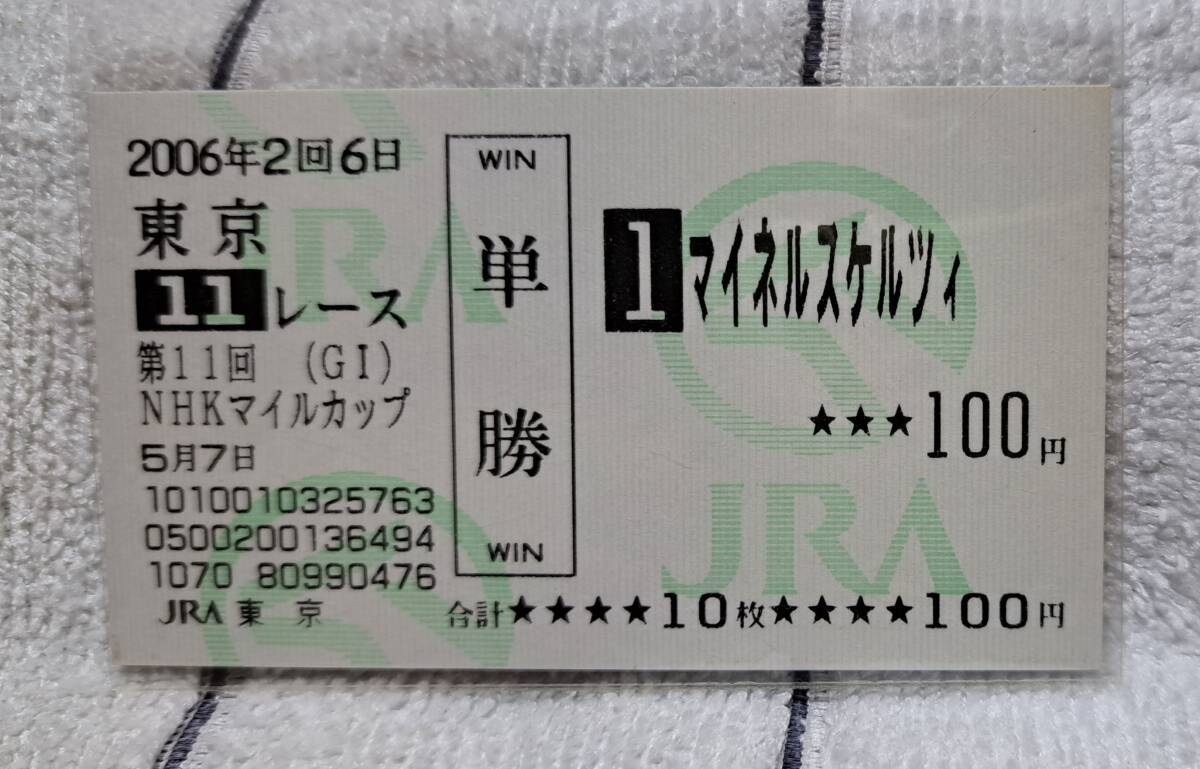 2006年2回6日
東京
11レース
第11回 (GI)
NHKマイルカップ
5月7日
1010010325763
0500200136494
1070 80990476
JRA 東京
WIN
単勝
WIN
1 マイネルスケルツィ
★★★100円
合計★★★★10枚★★★★100円
JRA
JRA